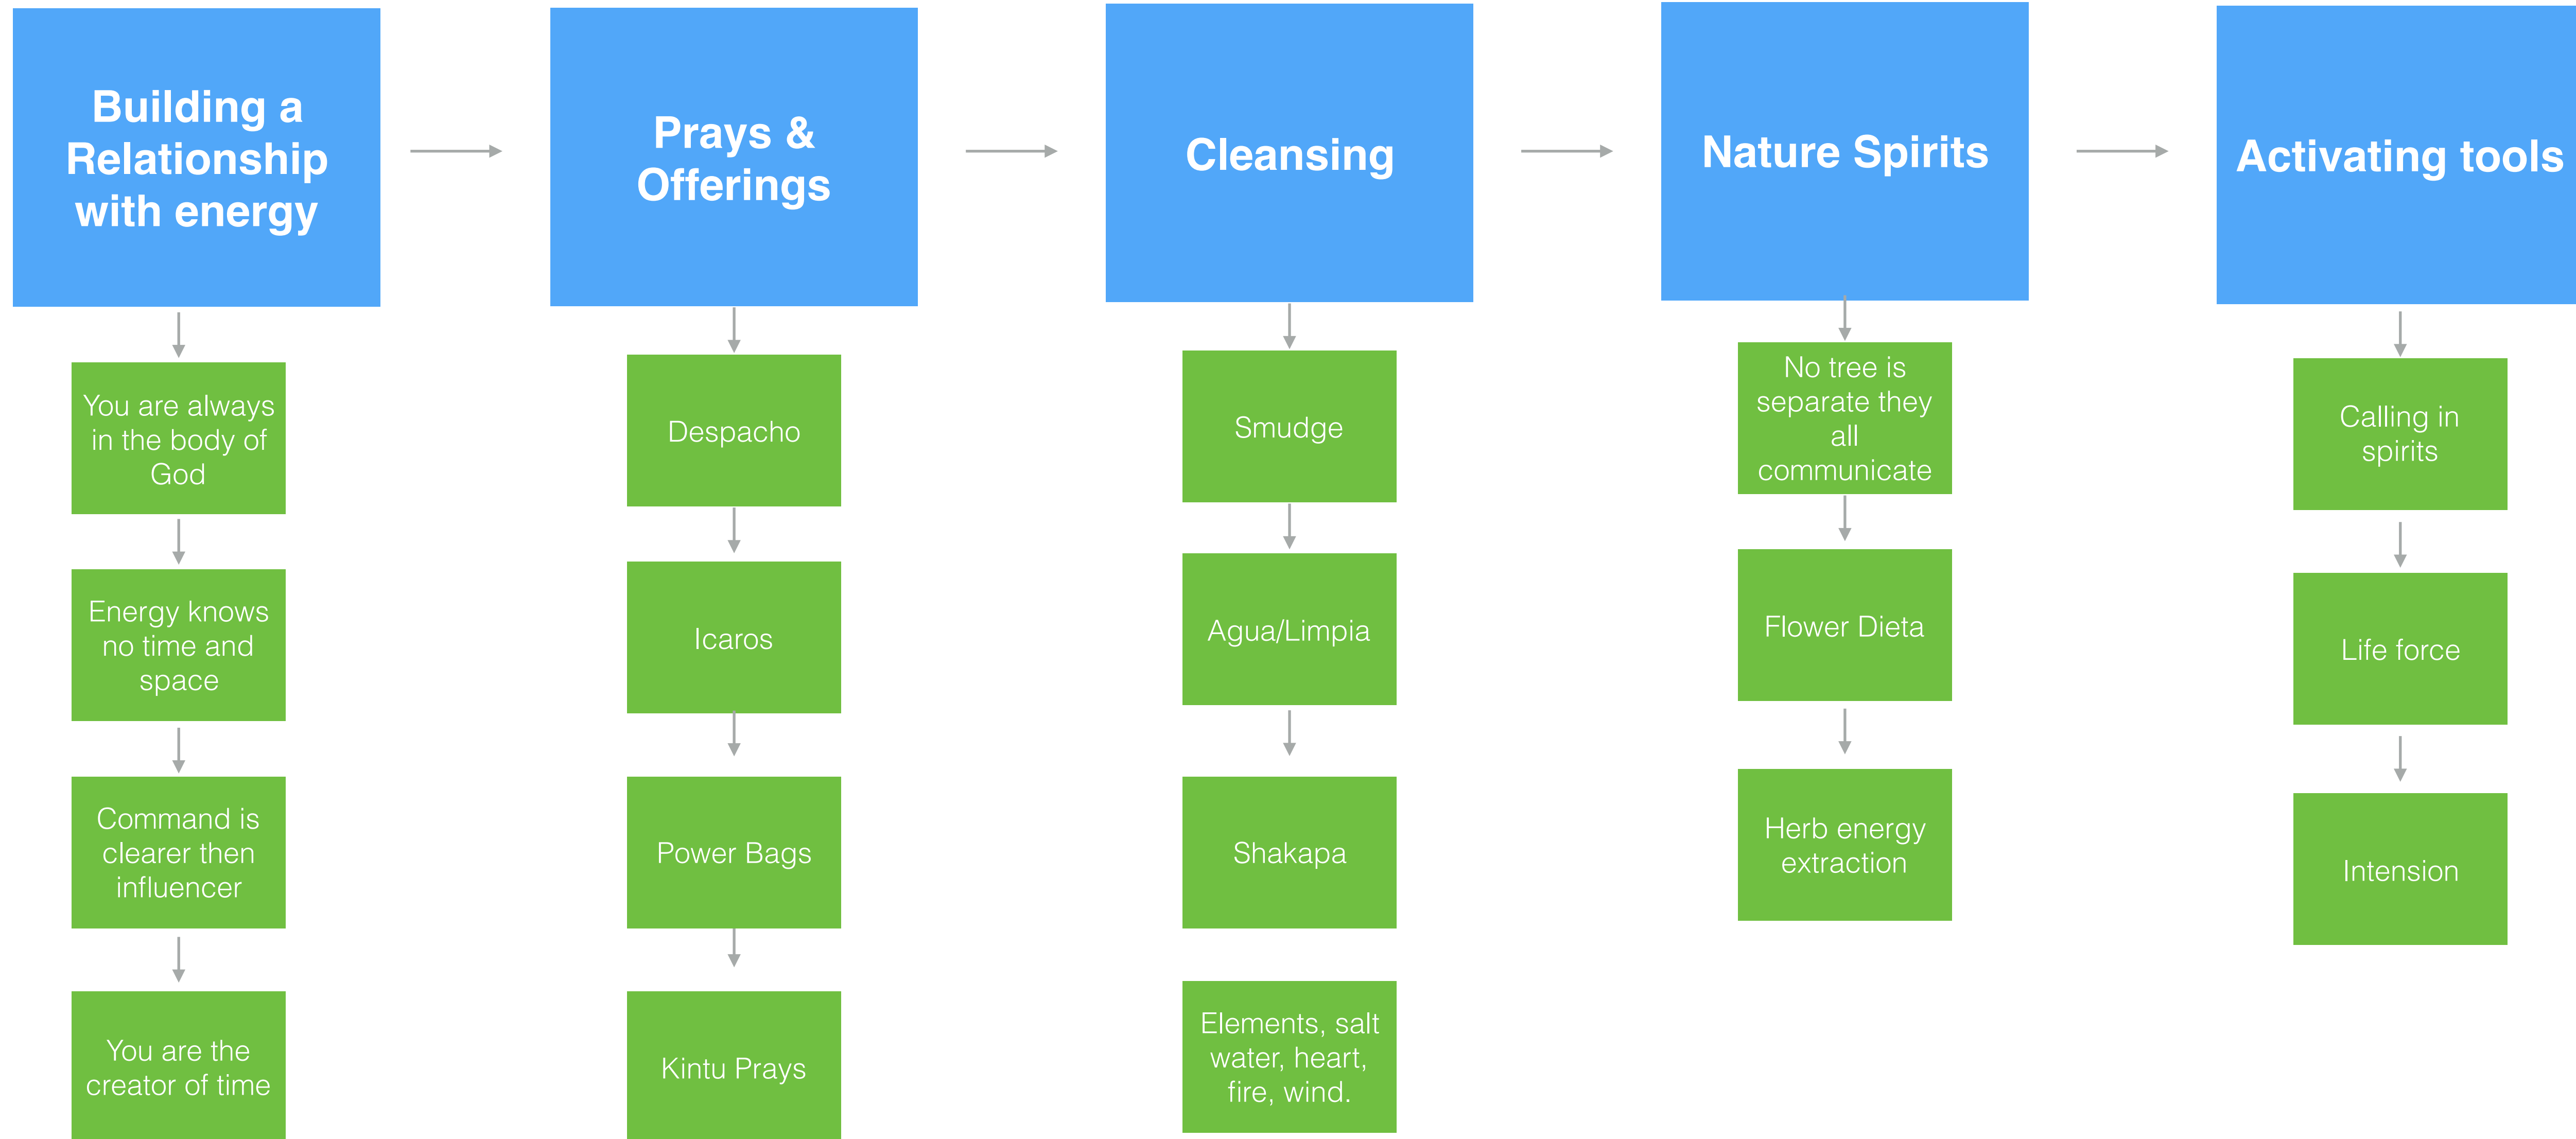 Building a
Relationship
with energy
You are always
in the body of
God
Energy knows
no time and
space
Command is
clearer then
influencer
You are the
creator of time
Prays &
Offerings
Despacho
Icaros
Power Bags
Kintu Prays
Cleansing
Smudge
Agua/Limpia
Shakapa
Elements, salt
water, heart,
fire, wind.
Nature Spirits
No tree is
separate they
all
communicate
Flower Dieta
Herb energy
extraction
Activating tools
Calling in
spirits
Life force
Intension